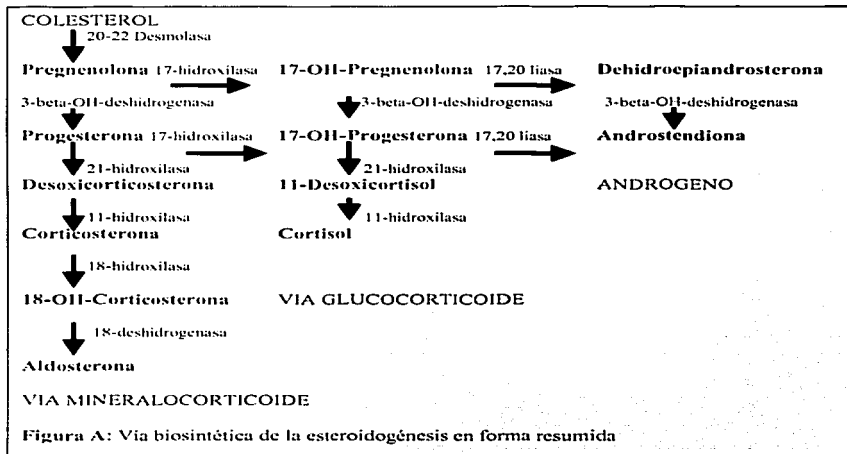 COLESTEROL
20-22 Desmolasa
Pregnenolona 17-hidroxilasa 17-OH-Pregnenolona 17,20 liasa Dehidroepiandrosterona
3-beta-OH-deshidrogenasa 3-beta-OH-deshidrogenasa 3-beta-OH-deshidrogenasa
Progesterona 17-hidroxilasa 17-OH-Progesterona 17,20 liasa Androstendiona
21-hidroxilasa 21-hidroxilasa
Desoxicorticosterona 11-Desoxicortisol ANDROGENO
11-hidroxilasa 11-hidroxilasa
Corticosterona Cortisol
18-hidroxilasa
18-OH-Corticosterona VIA GLUCOCORTICOIDE
18-deshidrogenasa
Aldosterona
VIA MINERALOCORTICOIDE
Figura A: Vía biosintética de la esteroidogénesis en forma resumida